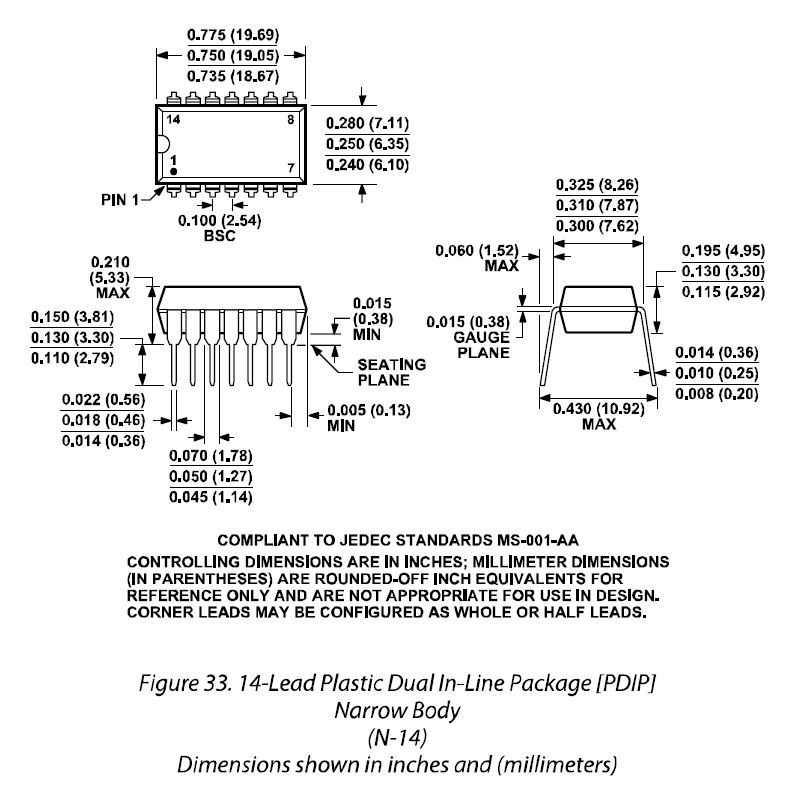 0.775 (19.69)
0.750 (19.05)
0.735 (18.67)
14
8
1
7
PIN 1
0.100 (2.54)
BSC
0.280 (7.11)
0.250 (6.35)
0.240 (6.10)
0.325 (8.26)
0.310 (7.87)
0.300 (7.62)
0.060 (1.52)
MAX
0.195 (4.95)
0.130 (3.30)
0.115 (2.92)
0.210
(5.33)
MAX
0.150 (3.81)
0.130 (3.30)
0.110 (2.79)
0.015
(0.38)
MIN
SEATING
PLANE
0.015 (0.38)
GAUGE
PLANE
0.014 (0.36)
0.010 (0.25)
0.008 (0.20)
0.022 (0.56)
0.018 (0.46)
0.014 (0.36)
0.005 (0.13)
MIN
0.430 (10.92)
MAX
0.070 (1.78)
0.050 (1.27)
0.045 (1.14)
COMPLIANT TO JEDEC STANDARDS MS-001-AA
CONTROLLING DIMENSIONS ARE IN INCHES; MILLIMETER DIMENSIONS
(IN PARENTHESES) ARE ROUNDED-OFF INCH EQUIVALENTS FOR
REFERENCE ONLY AND ARE NOT APPROPRIATE FOR USE IN DESIGN.
CORNER LEADS MAY BE CONFIGURED AS WHOLE OR HALF LEADS.
Figure 33. 14-Lead Plastic Dual In-Line Package [PDIP]
Narrow Body
(N-14)
Dimensions shown in inches and (millimeters)